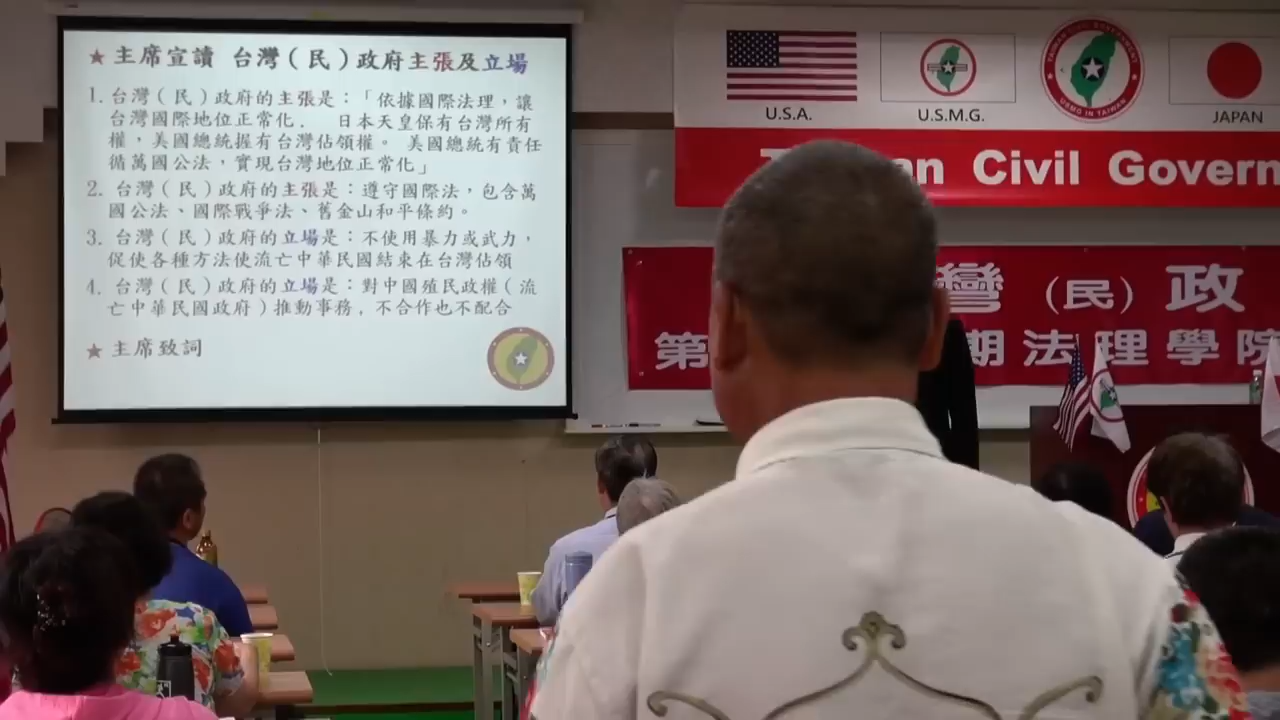 ★ 主席宣讀 台灣(民)政府主張及立場
1. 台灣(民)政府的主張是:「依據國際法理,讓
台灣國際地位正常化. 日本天皇保有台灣所有
權,美國總統握有台灣佔領權。 美國總統有責任
循萬國公法,實現台灣地位正常化」
2. 台灣(民)政府的主張是:遵守國際法,包含萬
國公法、國際戰爭法、舊金山和平條約。
3. 台灣(民)政府的立場是:不使用暴力或武力,
促使各種方法使流亡中華民國結束在台灣佔領
4. 台灣(民)政府的立場是:對中國殖民政權(流
亡中華民國政府)推動事務, 不合作也不配合
★ 主席致詞
U.S.A.
U.S.M.G.
TAIWAN CIVIL GOVERNMENT
USMG IN TAIWAN
JAPAN
an Civil Govern
灣(民)政
第 期法理學院